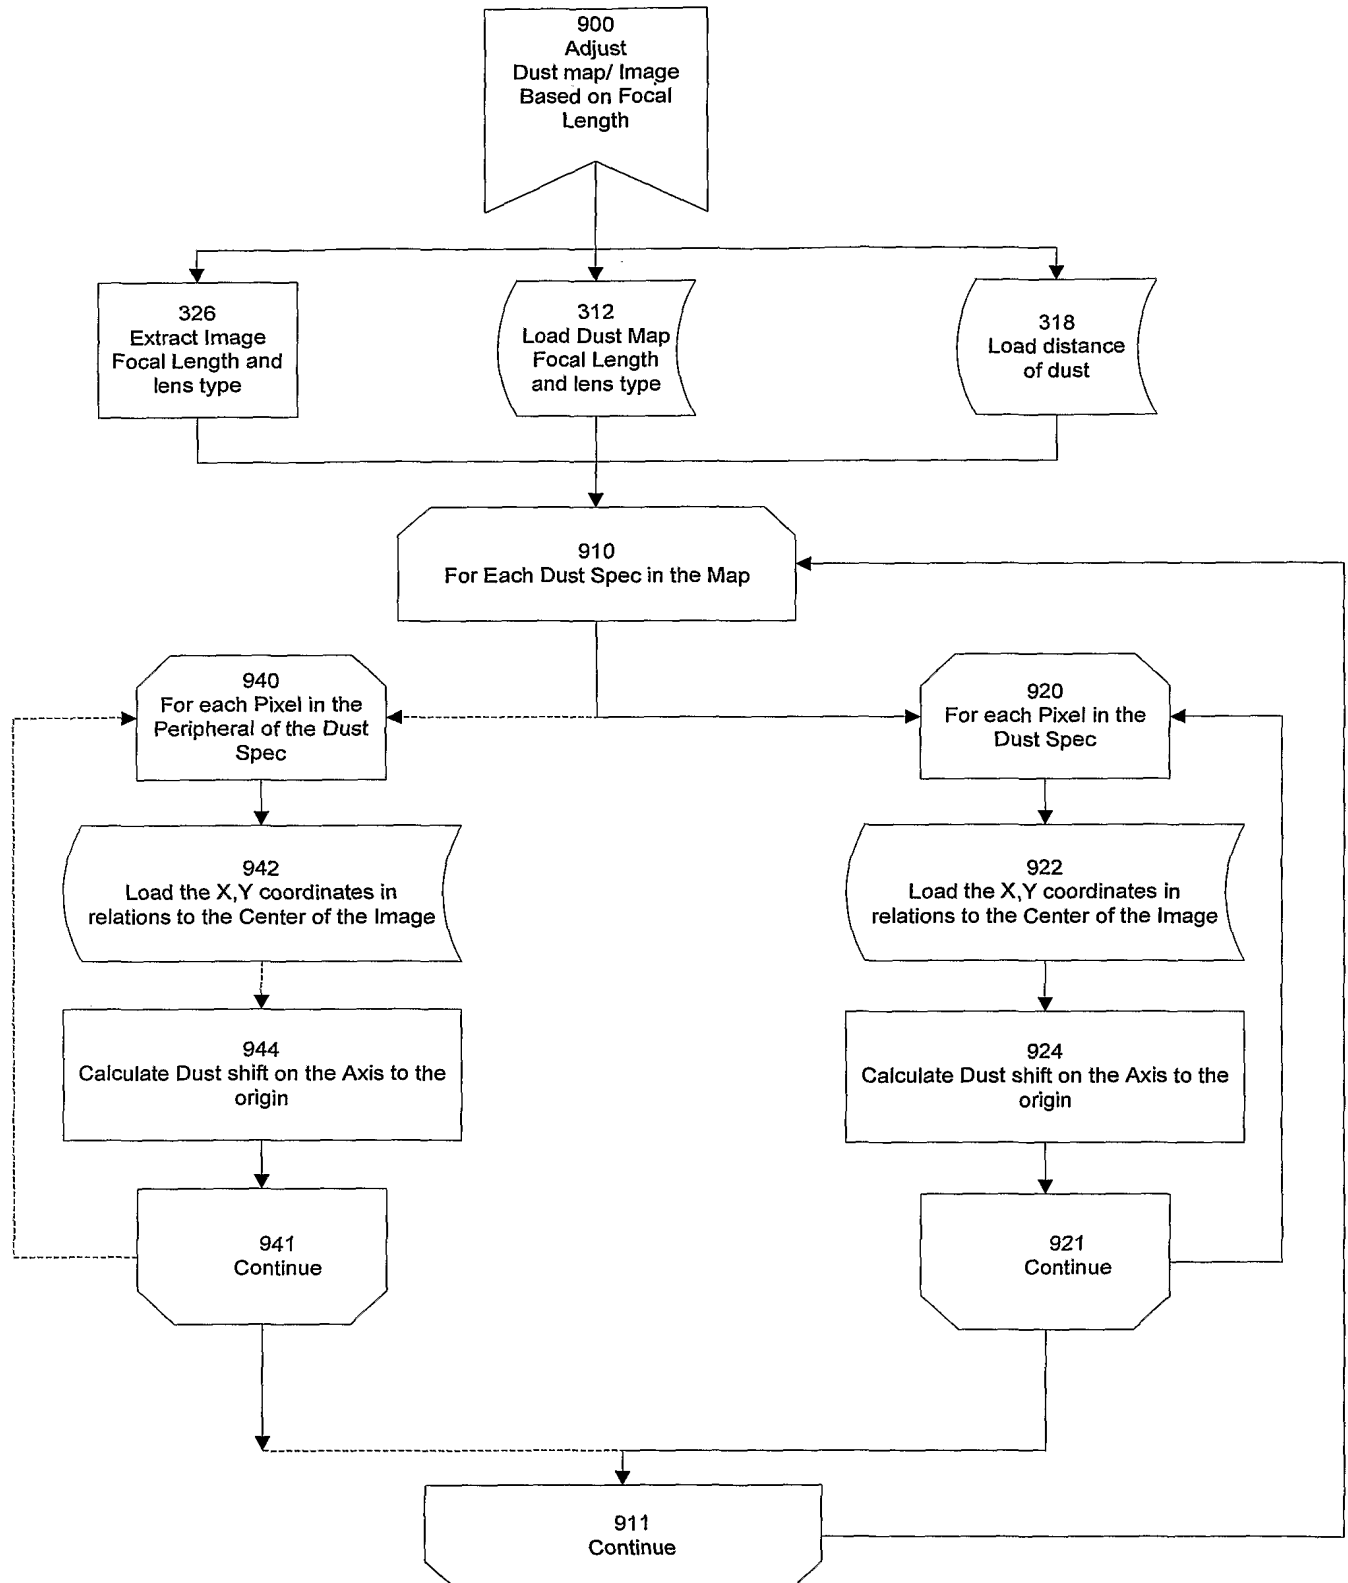 900
Adjust
Dust map/ Image
Based on Focal
Length
326
Extract Image
Focal Length and
lens type
312
Load Dust Map
Focal Length
and lens type
318
Load distance
of dust
910
For Each Dust Spec in the Map
940
For each Pixel in the
Peripheral of the Dust
Spec
920
For each Pixel in the
Dust Spec
942
Load the X,Y coordinates in
relations to the Center of the Image
922
Load the X,Y coordinates in
relations to the Center of the Image
944
Calculate Dust shift on the Axis to the
origin
924
Calculate Dust shift on the Axis to the
origin
941
Continue
921
Continue
911
Continue